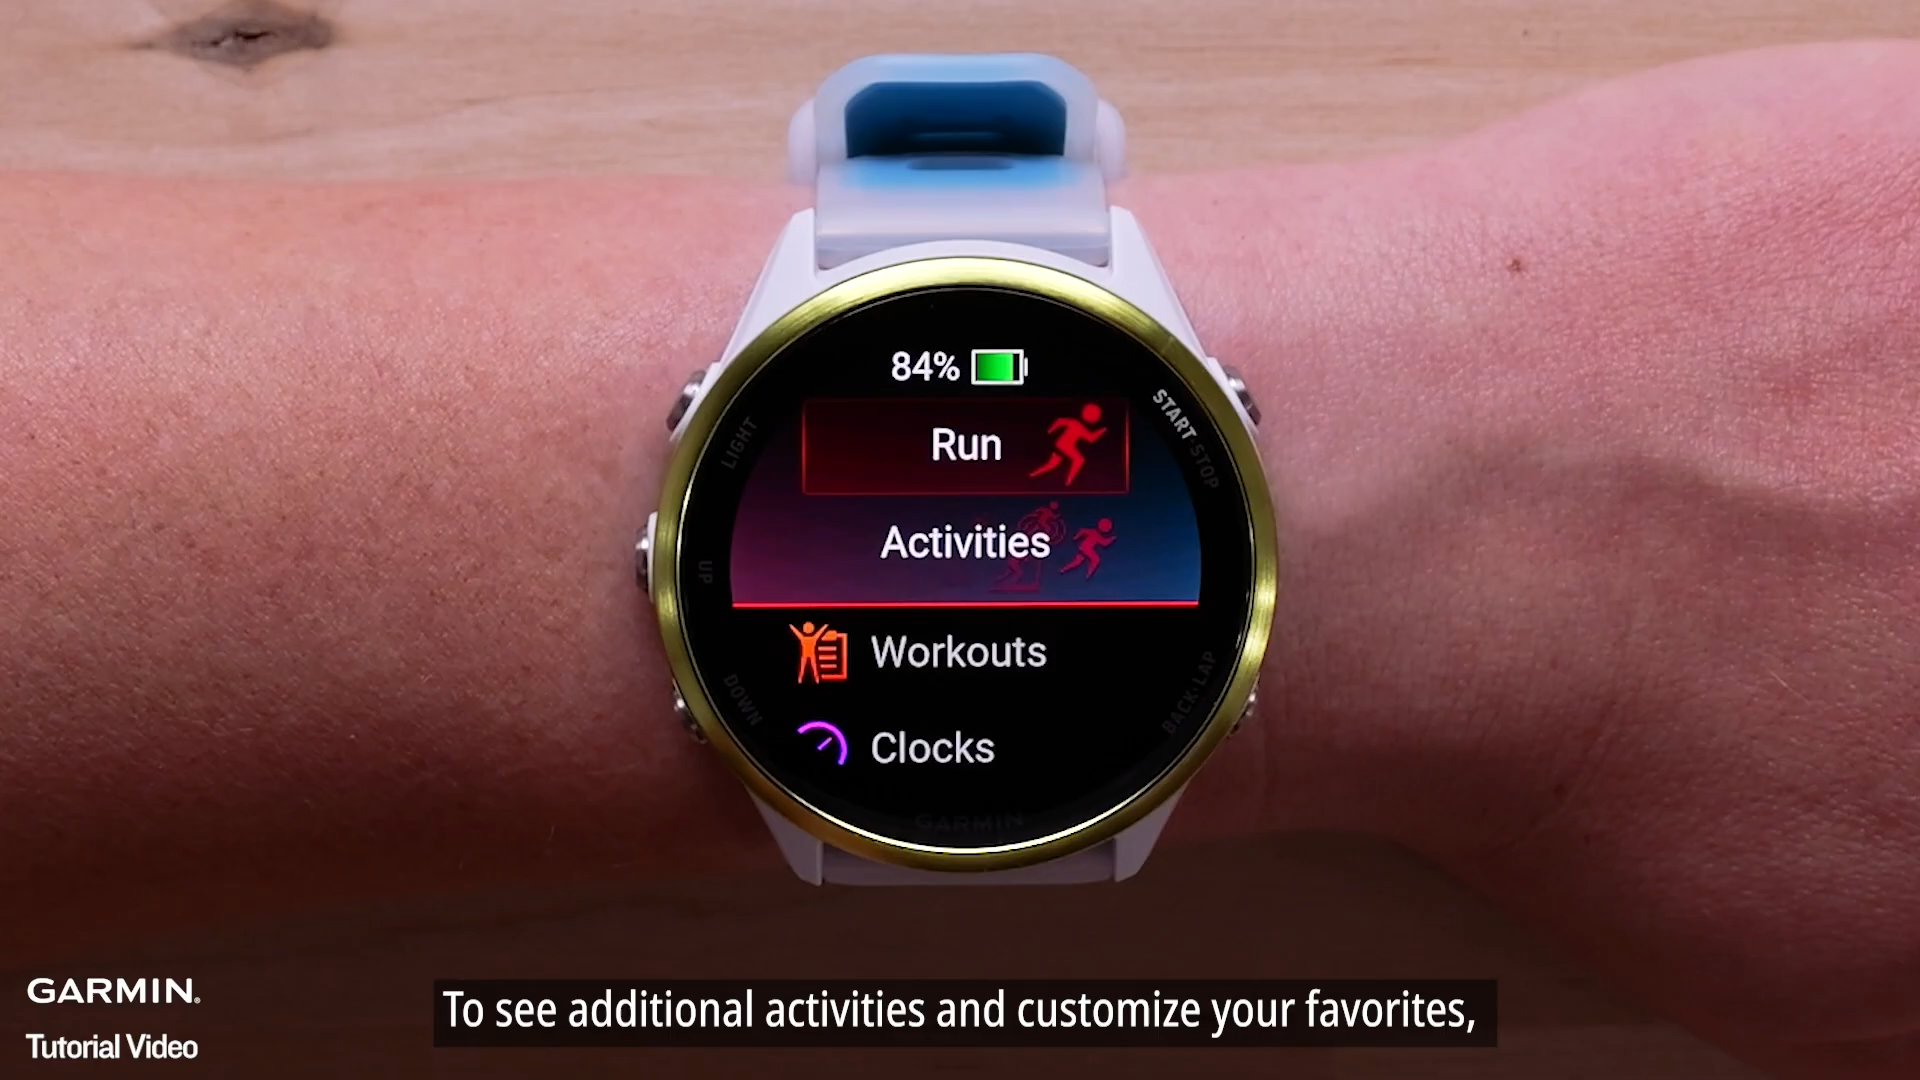 84%
Run
Activities
Workouts
Clocks
LIGHT
UP
DOWN
START·STOP
BACK·LAP
GARMIN
GARMIN®
Tutorial Video
To see additional activities and customize your favorites,